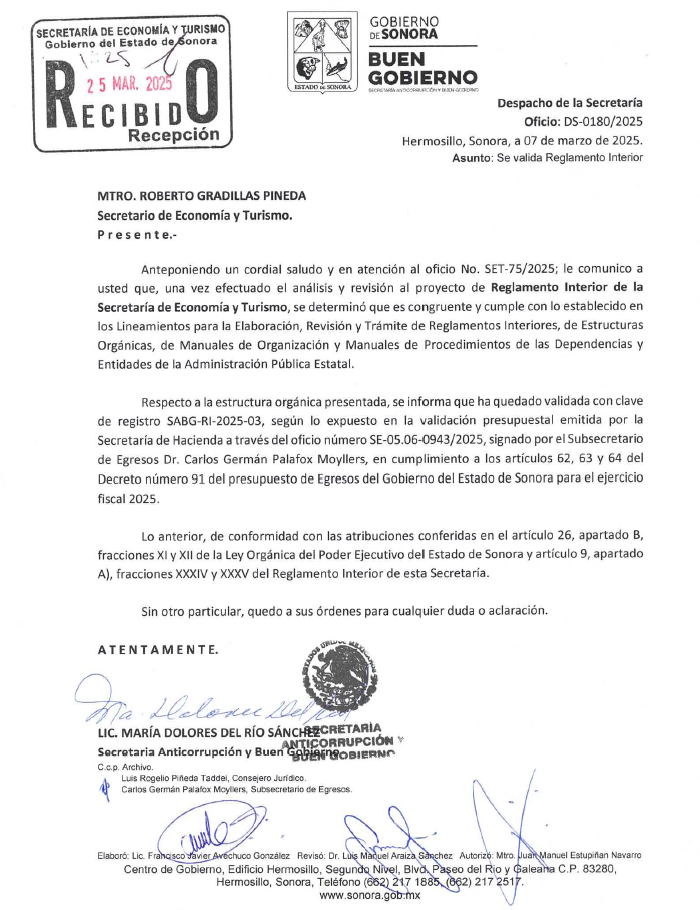 SECRETARÍA DE ECONOMÍA Y TURISMO
Gobierno del Estado de Sonora
25 MAR. 2025
RECIBIDO
Recepción
ESTADO DE SONORA
GOBIERNO
DE SONORA
BUEN
GOBIERNO
SECRETARÍA ANTICORRUPCIÓN Y BUEN GOBIERNO
Despacho de la Secretaría
Oficio: DS-0180/2025
Hermosillo, Sonora, a 07 de marzo de 2025.
Asunto: Se valida Reglamento Interior
MTRO. ROBERTO GRADILLAS PINEDA
Secretario de Economía y Turismo.
P r e s e n t e.-
Anteponiendo un cordial saludo y en atención al oficio No. SET-75/2025; le comunico a
usted que, una vez efectuado el análisis y revisión al proyecto de Reglamento Interior de la
Secretaría de Economía y Turismo, se determinó que es congruente y cumple con lo establecido en
los Lineamientos para la Elaboración, Revisión y Trámite de Reglamentos Interiores, de Estructuras
Orgánicas, de Manuales de Organización y Manuales de Procedimientos de las Dependencias y
Entidades de la Administración Pública Estatal.
Respecto a la estructura orgánica presentada, se informa que ha quedado validada con clave
de registro SABG-RI-2025-03, según lo expuesto en la validación presupuestal emitida por la
Secretaría de Hacienda a través del oficio número SE-05.06-0943/2025, signado por el Subsecretario
de Egresos Dr. Carlos Germán Palafox Moyllers, en cumplimiento a los artículos 62, 63 y 64 del
Decreto número 91 del presupuesto de Egresos del Gobierno del Estado de Sonora para el ejercicio
fiscal 2025.
Lo anterior, de conformidad con las atribuciones conferidas en el artículo 26, apartado B,
fracciones XI y XII de la Ley Orgánica del Poder Ejecutivo del Estado de Sonora y artículo 9, apartado
A), fracciones XXXIV y XXXV del Reglamento Interior de esta Secretaría.
Sin otro particular, quedo a sus órdenes para cualquier duda o aclaración.
A T E N T A M E N T E.
ESTADOS UNIDOS MEXICANOS
Ma. Dolores Del Río
LIC. MARÍA DOLORES DEL RÍO SÁNCHEZ
Secretaria Anticorrupción y Buen Gobierno
SECRETARIA
ANTICORRUPCIÓN Y
BUEN GOBIERNO
C.c.p. Archivo.
Luis Rogelio Piñeda Taddei, Consejero Jurídico.
Carlos Germán Palafox Moyllers, Subsecretario de Egresos.
Elaboró: Lic. Francisco Javier Avechuco González Revisó: Dr. Luis Manuel Araiza Sánchez Autorizó: Mtro. Juan Manuel Estupiñan Navarro
Centro de Gobierno, Edificio Hermosillo, Segundo Nivel, Blvd. Paseo del Río y Galeana C.P. 83280,
Hermosillo, Sonora, Teléfono (662) 217 1885, (662) 217 2517.
www.sonora.gob.mx